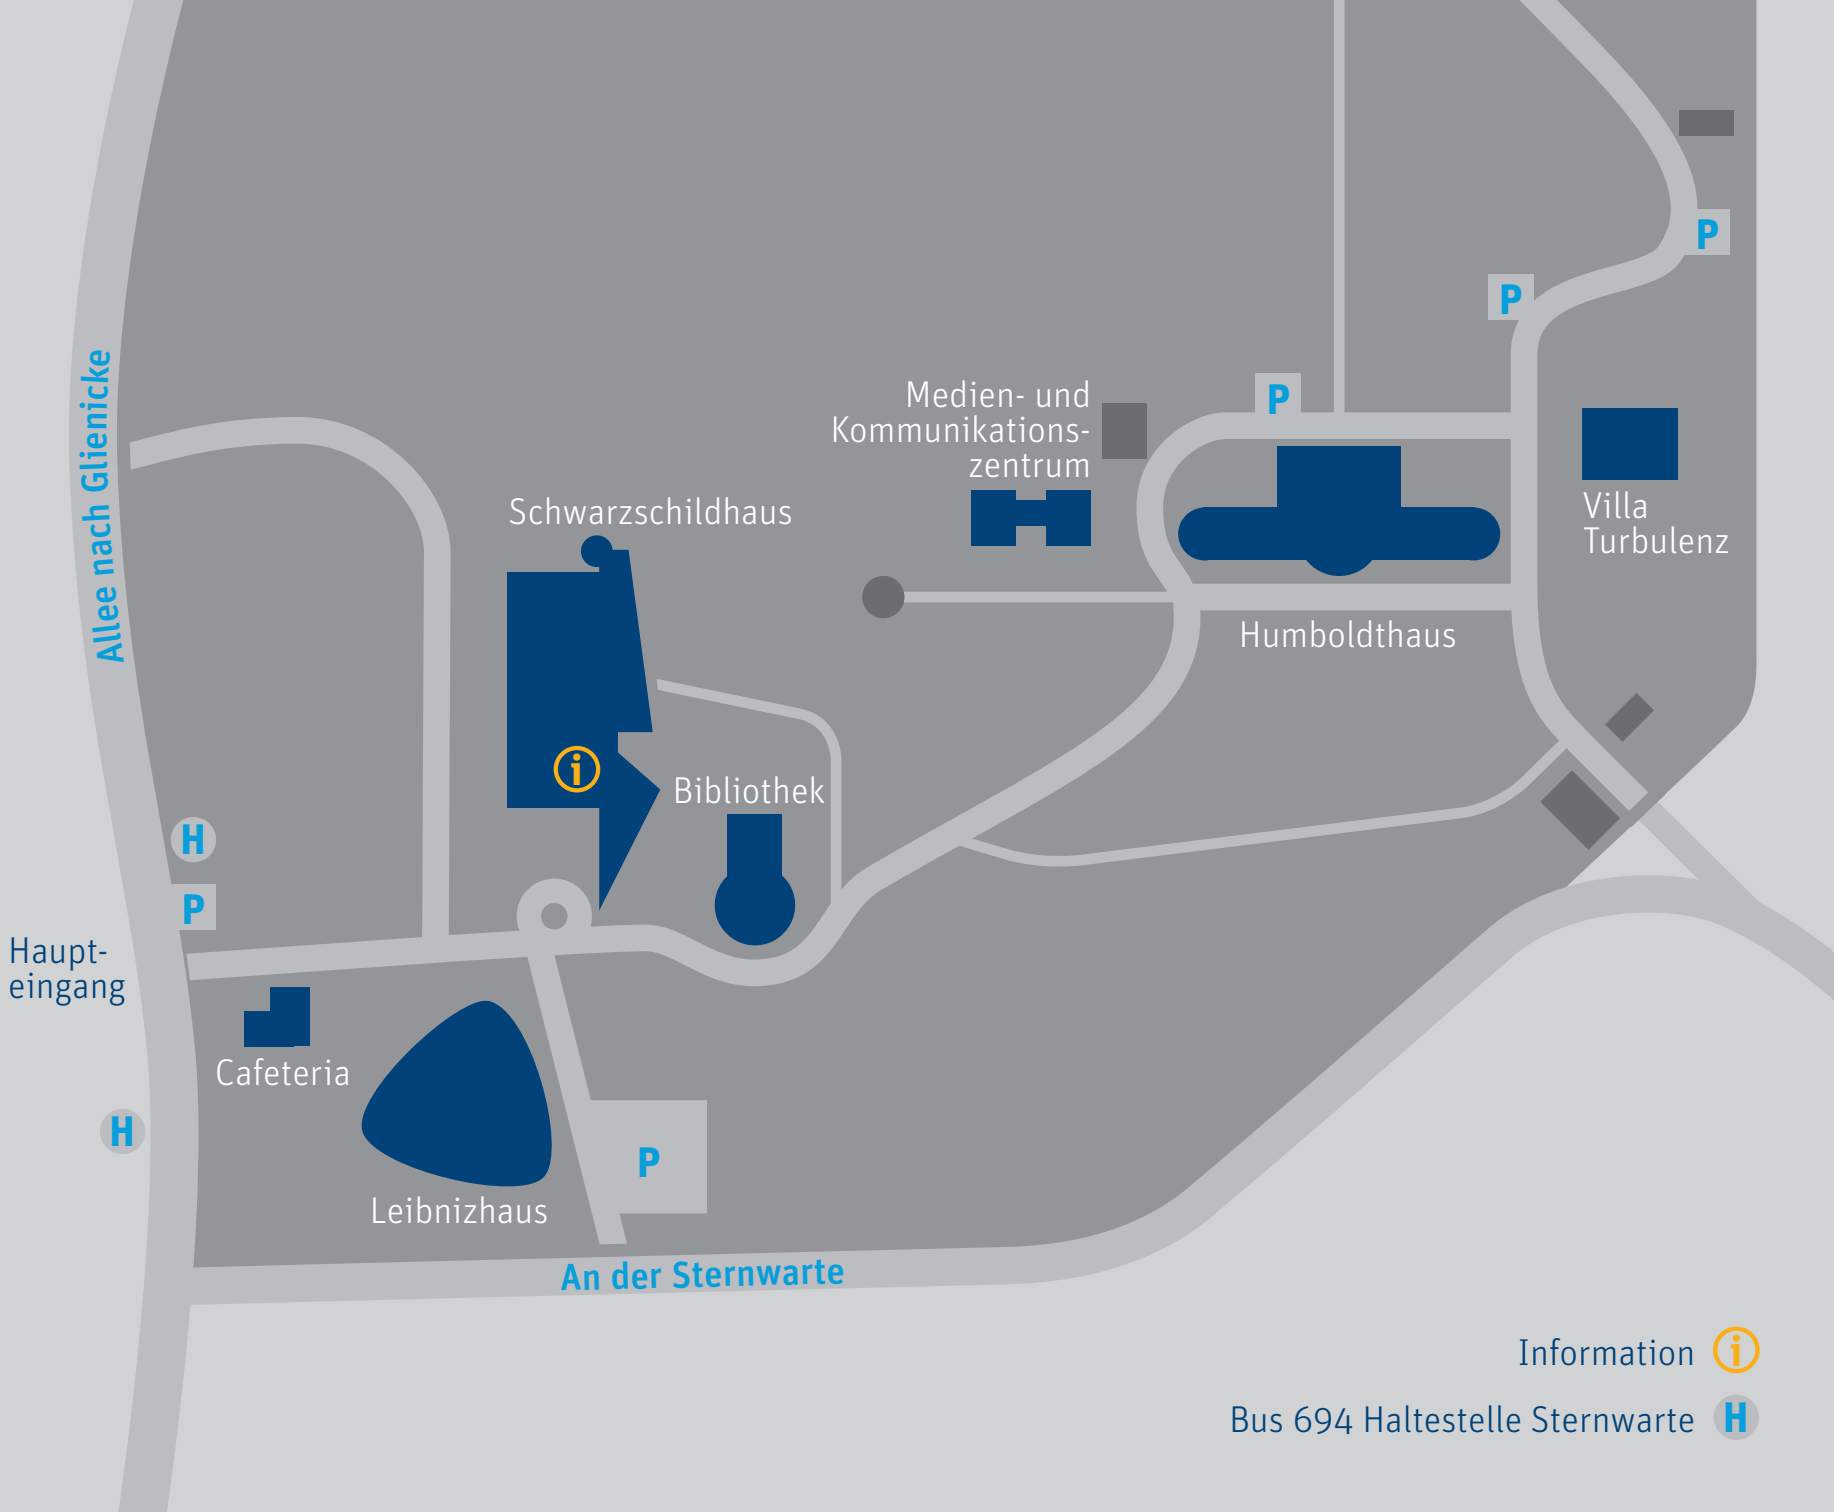 P
P
Allee nach Glienicke
Medien- und
Kommunikations-
zentrum
P
Schwarzschildhaus
Villa
Turbulenz
Humboldthaus
i
Bibliothek
H
P
Haupt-
eingang
Cafeteria
H
P
Leibnizhaus
An der Sternwarte
Information i
Bus 694 Haltestelle Sternwarte H